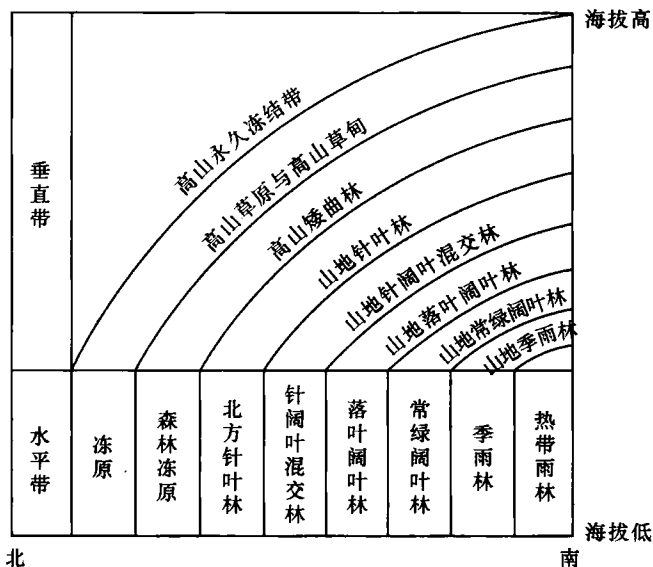 海拔高
垂直带
高山永久冻结带
高山草原与高山草甸
高山矮曲林
山地针叶林
山地针阔叶混交林
山地落叶阔叶林
山地常绿阔叶林
山地季雨林
水平带
冻原
森林冻原
北方针叶林
针阔叶混交林
落叶阔叶林
常绿阔叶林
季雨林
热带雨林
海拔低
北
南